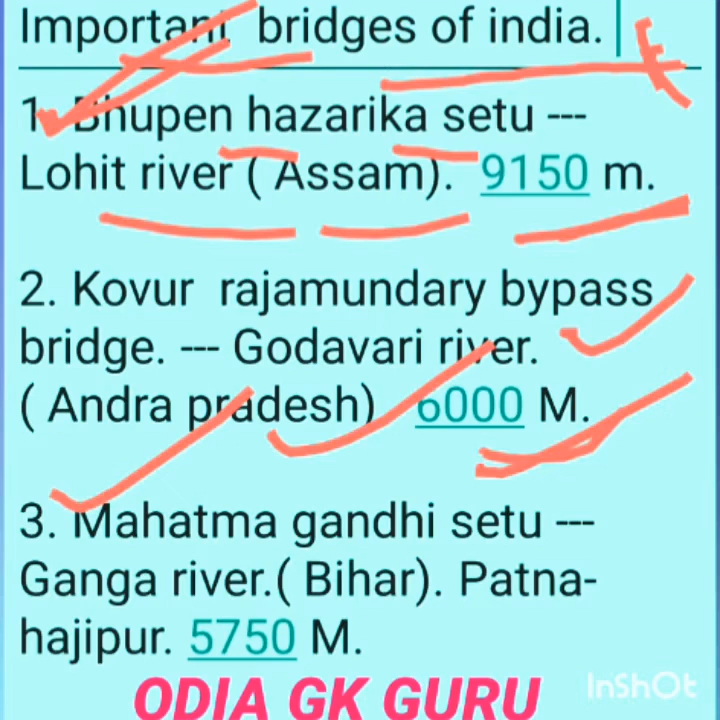 Important bridges of india.
1. Bhupen hazarika setu ---
Lohit river ( Assam). 9150 m.
2. Kovur rajamundary bypass
bridge. --- Godavari river.
( Andra pradesh) 6000 M.
3. Mahatma gandhi setu ---
Ganga river.( Bihar). Patna-
hajipur. 5750 M.
ODIA GK GURU
InShOt